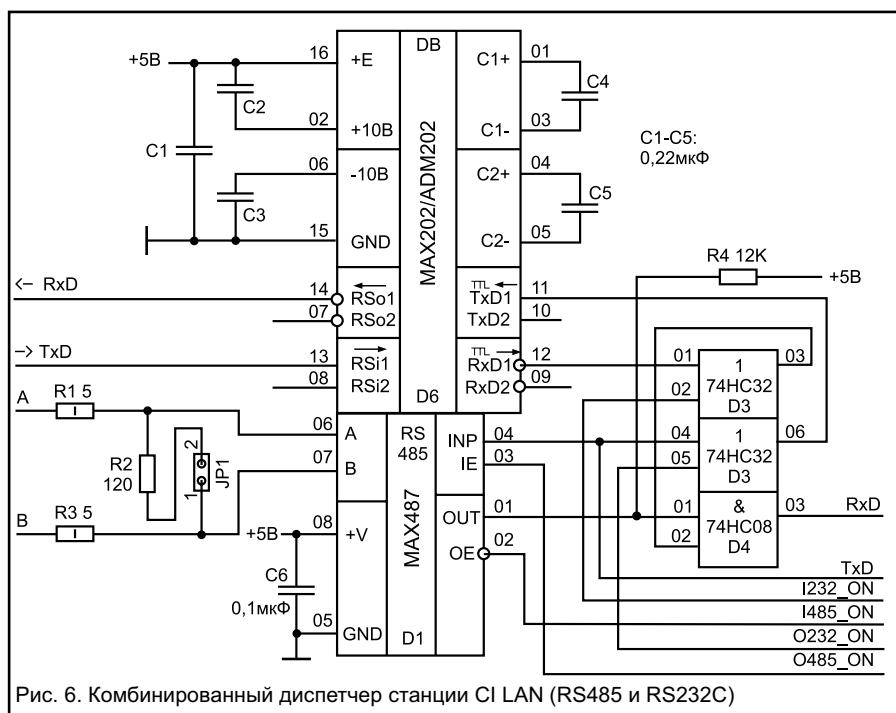 DB
+5В
16
+E
C1+
01
C2
C4
02
+10В
C1-
03
C1
C1-C5:
0,22мкФ
06
-10В
C2+
04
C3
C5
15
GND
C2-
05
MAX202/ADM202
R4 12K
+5В
<– RxD
14
RSo1
TTL
TxD1
11
07
RSo2
TxD2
10
–> TxD
13
RSi1
TTL
RxD1
12
08
RSi2
RxD2
09
D6
01
1
03
02
74HC32
D3
A
R1 5
06
A
RS
485
INP
04
04
1
06
07
B
IE
03
05
74HC32
D3
R2
120
2
1
JP1
B
R3 5
+5В
08
+V
MAX487
OUT
01
01
&
03
RxD
02
74HC08
D4
OE
02
C6
0,1мкФ
05
GND
D1
TxD
I232_ON
I485_ON
O232_ON
O485_ON
Рис. 6. Комбинированный диспетчер станции CI LAN (RS485 и RS232C)